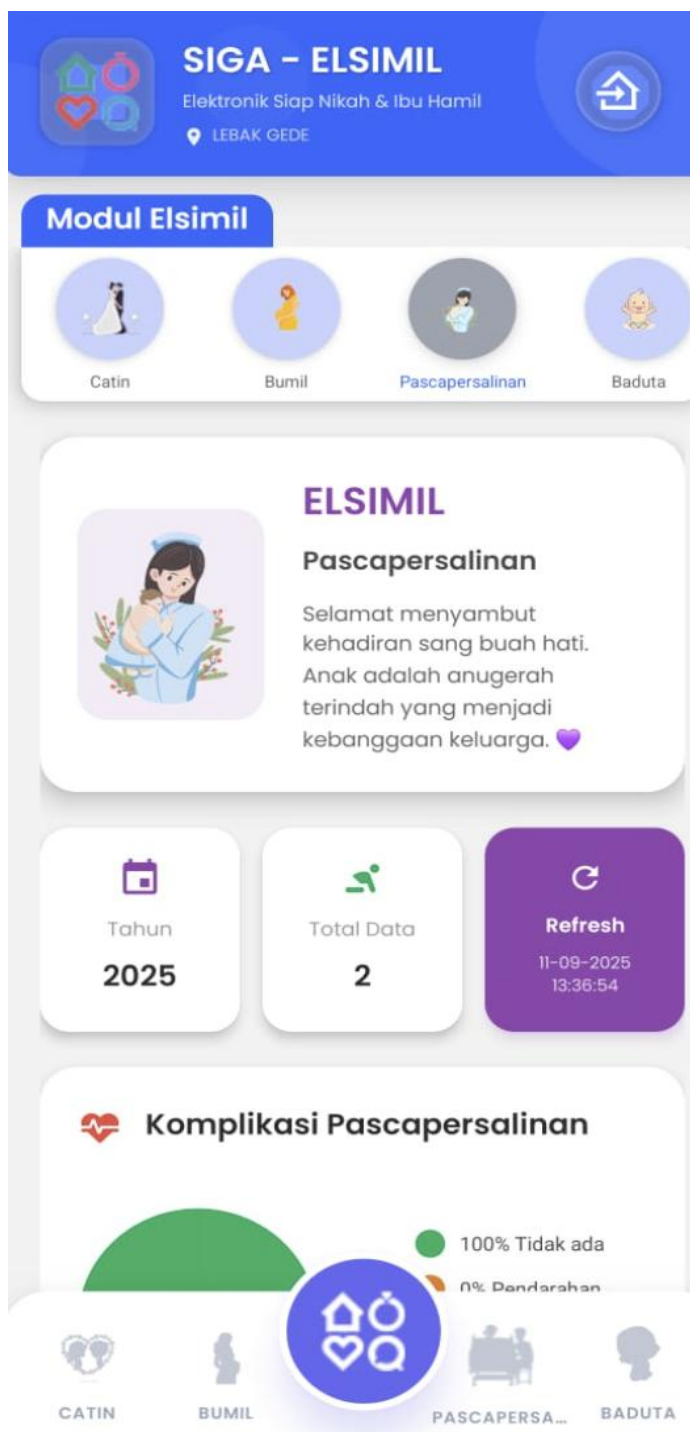 SIGA - ELSIMIL
Elektronik Siap Nikah & Ibu Hamil
LEBAK GEDE
Modul Elsimil
Catin
Bumil
Pascapersalinan
Baduta
ELSIMIL
Pascapersalinan
Selamat menyambut
kehadiran sang buah hati.
Anak adalah anugerah
terindah yang menjadi
kebanggaan keluarga. 💜
Tahun
2025
Total Data
2
Refresh
11-09-2025
13:36:54
Komplikasi Pascapersalinan
100% Tidak ada
0% Pendarahan
CATIN
BUMIL
PASCAPERSA...
BADUTA